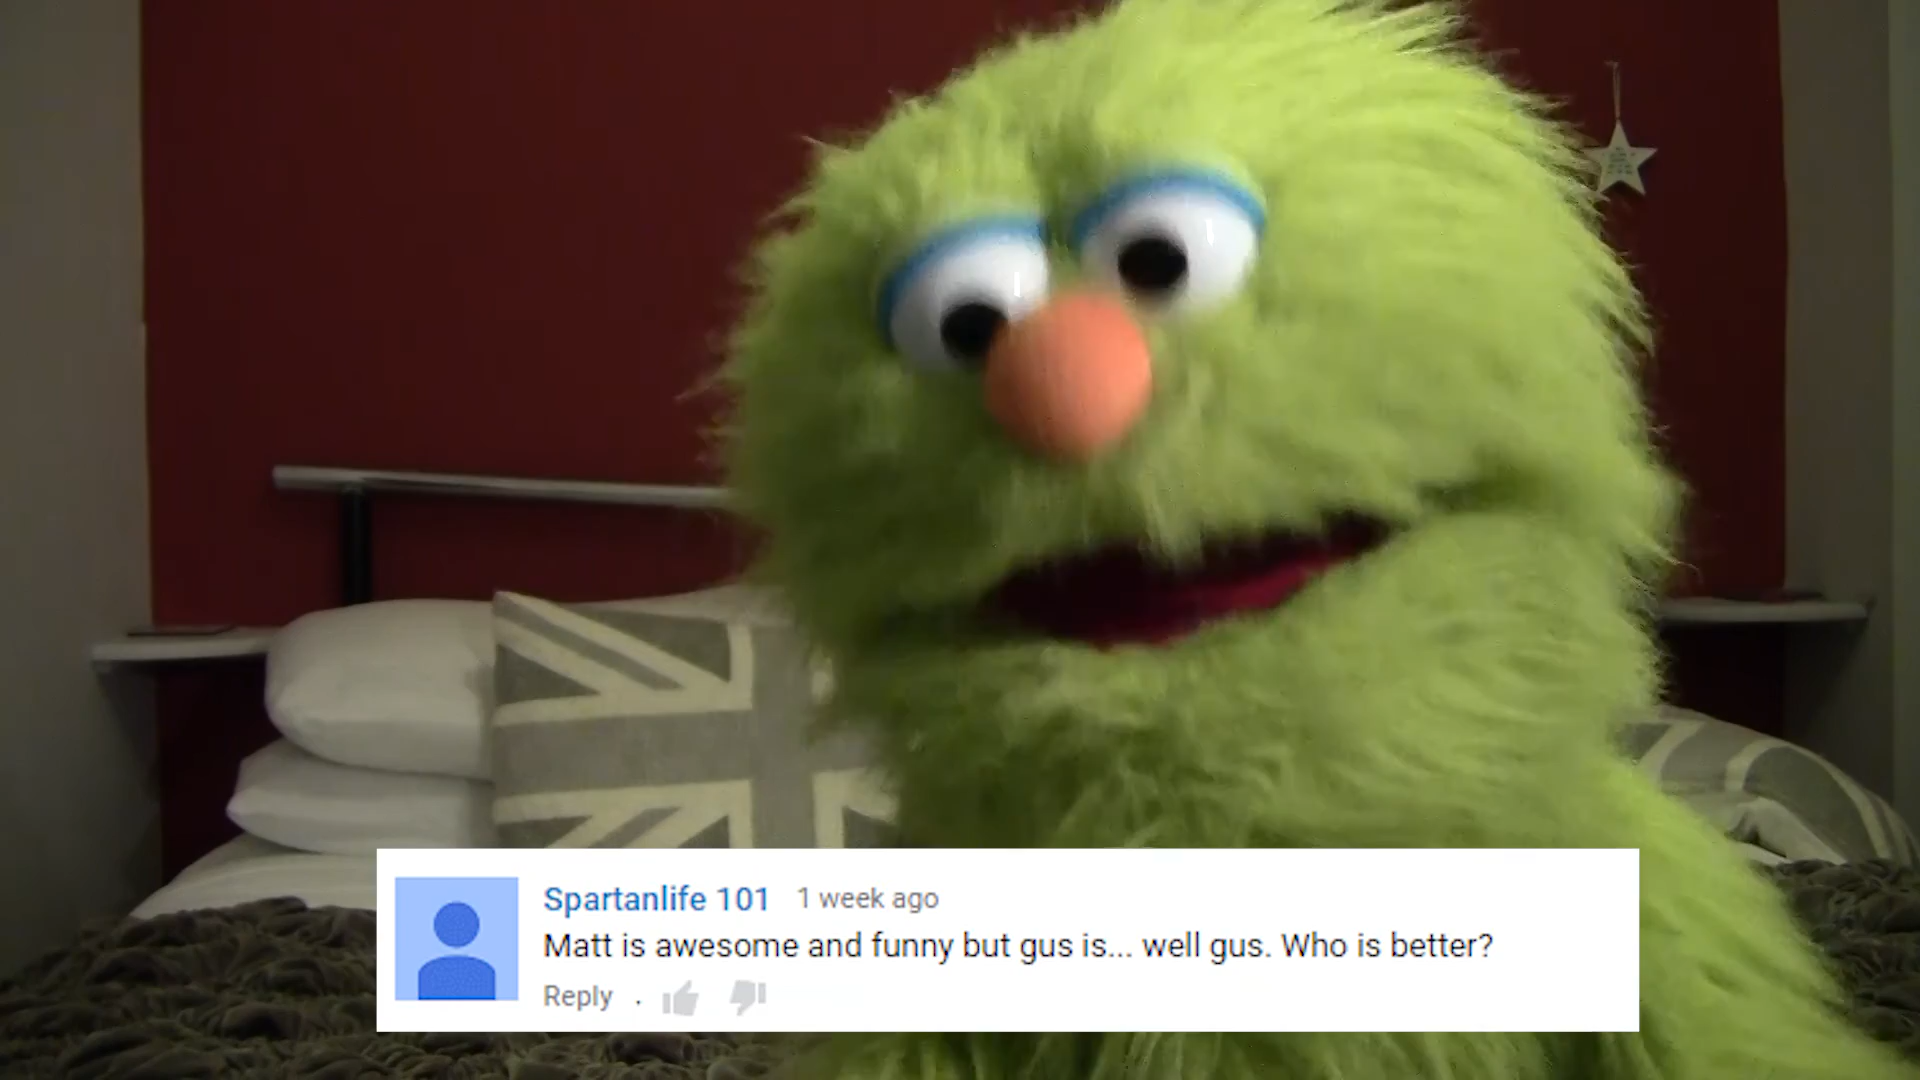 Spartanlife 101 1 week ago
Matt is awesome and funny but gus is... well gus. Who is better?
Reply .